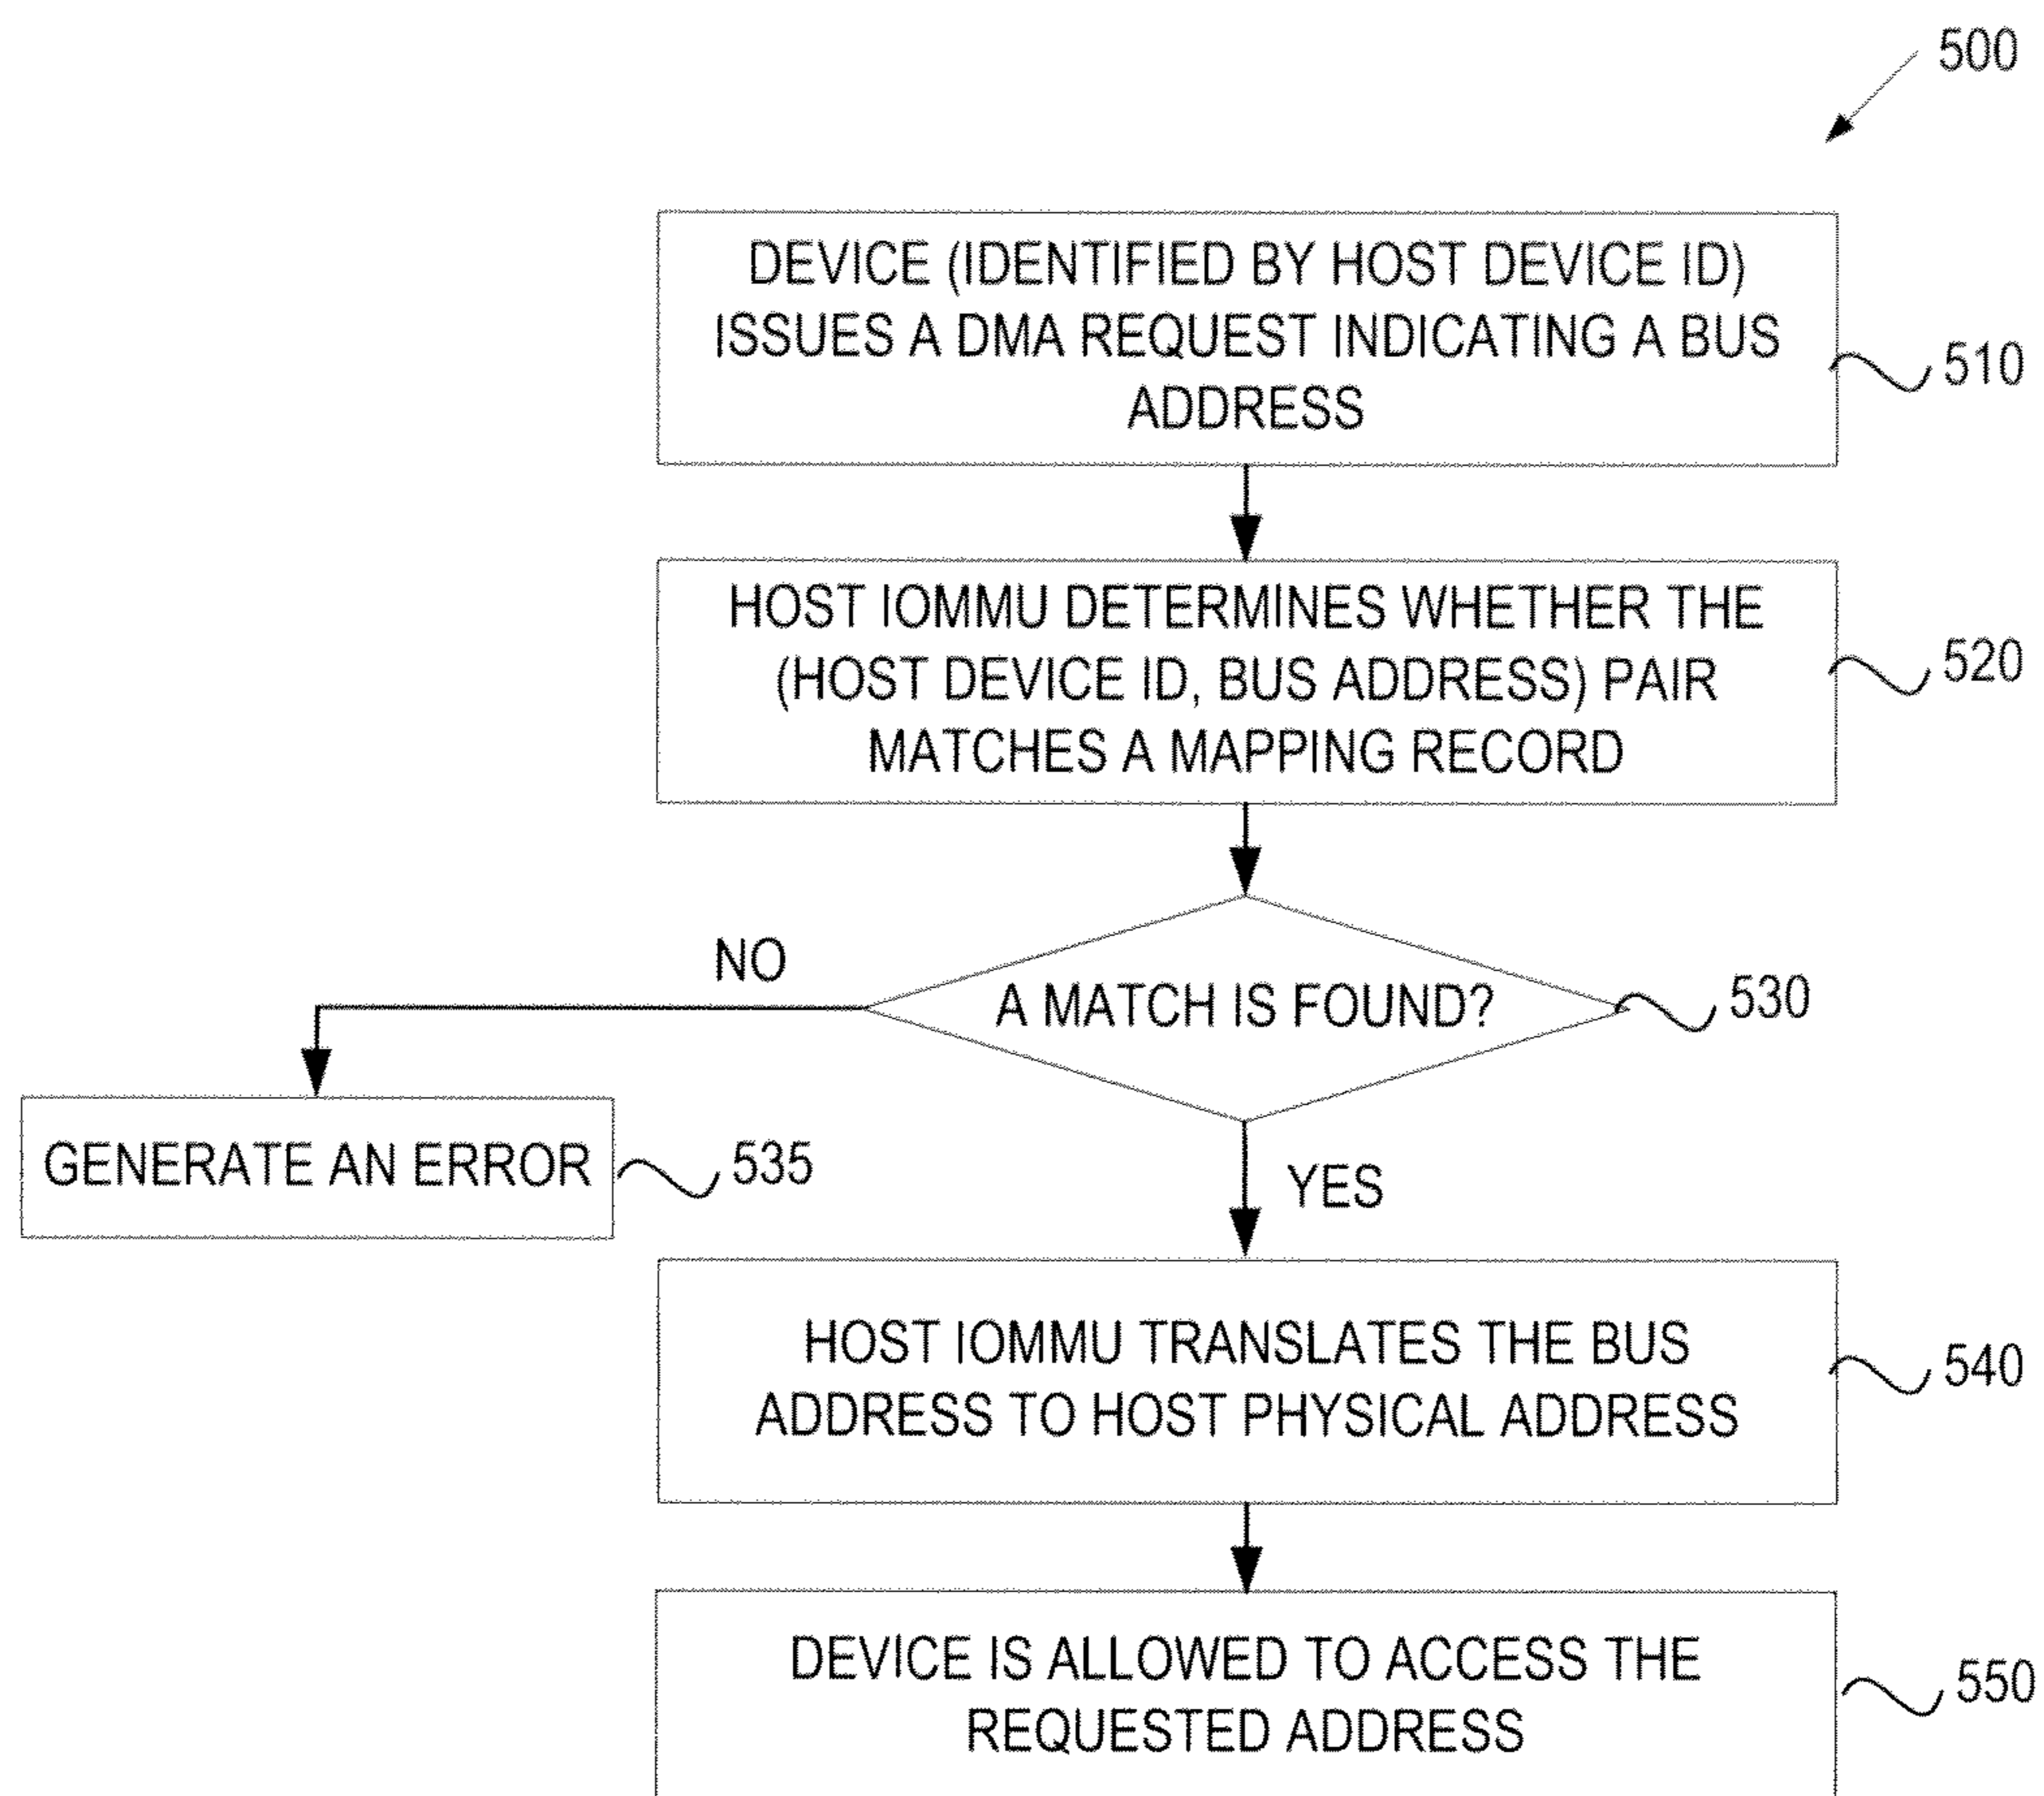 500
DEVICE (IDENTIFIED BY HOST DEVICE ID)
ISSUES A DMA REQUEST INDICATING A BUS
ADDRESS
510
HOST IOMMU DETERMINES WHETHER THE
(HOST DEVICE ID, BUS ADDRESS) PAIR
MATCHES A MAPPING RECORD
520
A MATCH IS FOUND?
530
NO
GENERATE AN ERROR
535
YES
HOST IOMMU TRANSLATES THE BUS
ADDRESS TO HOST PHYSICAL ADDRESS
540
DEVICE IS ALLOWED TO ACCESS THE
REQUESTED ADDRESS
550